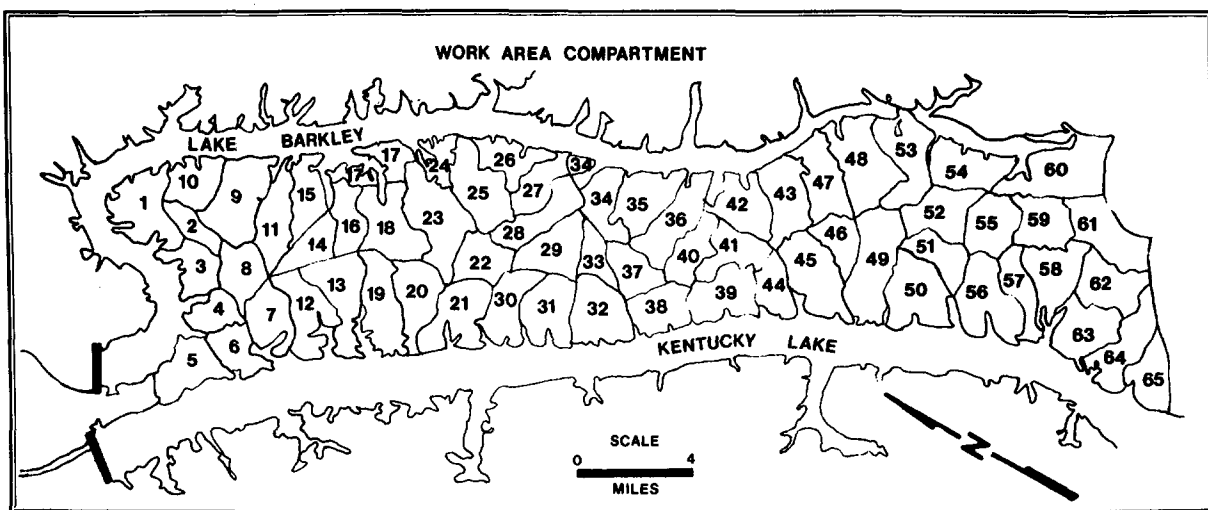 WORK AREA COMPARTMENT
LAKE BARKLEY
1 10 9 2 3 8 4 5 6 7
11 15 14 12 13 17 17 16 18 19
24 23 20 25 26 27 28 22 21 29 30 31
34 34 35 33 32 36 37 38
42 41 40 39 43 44 47 46 45
48 53 49 52 51 50
54 55 56 57 60 59 58 61 62 63 64 65
KENTUCKY LAKE
SCALE
0 4
MILES
N